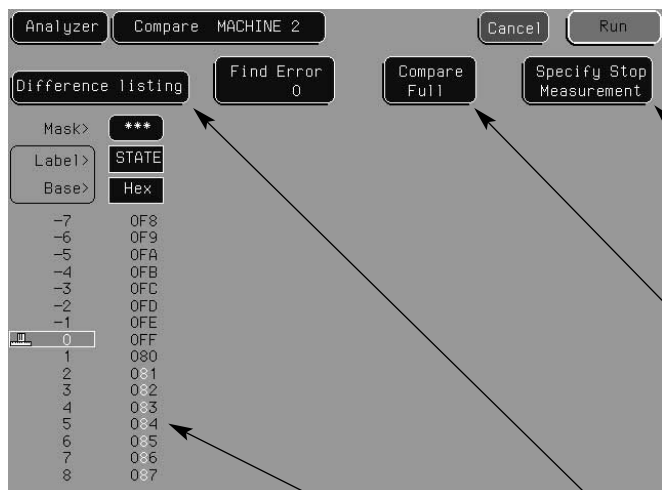 Analyzer Compare MACHINE 2 Cancel Run
Difference listing Find Error 0 Compare Full Specify Stop Measurement
Mask> ***
Label> STATE
Base> Hex
-7 0F8
-6 0F9
-5 0FA
-4 0FB
-3 0FC
-2 0FD
-1 0FE
0 0FF
1 080
2 081
3 082
4 083
5 084
6 085
7 086
8 087